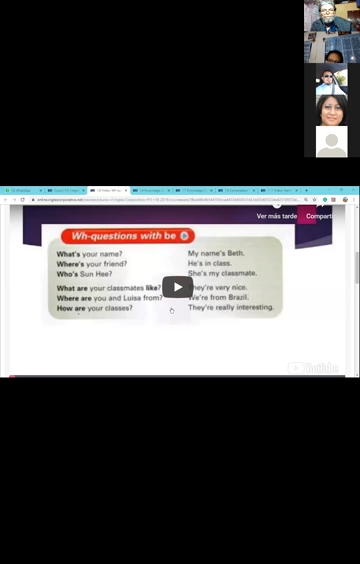 Ver más tarde
Wh-questions with be
What's your name? My name's Beth.
Where's your friend? He's in class.
Who's Sun Hee? She's my classmate.
What are your classmates like? They're very nice.
Where are you and Luisa from? We're from Brazil.
How are your classes? They're really interesting.
YouTube